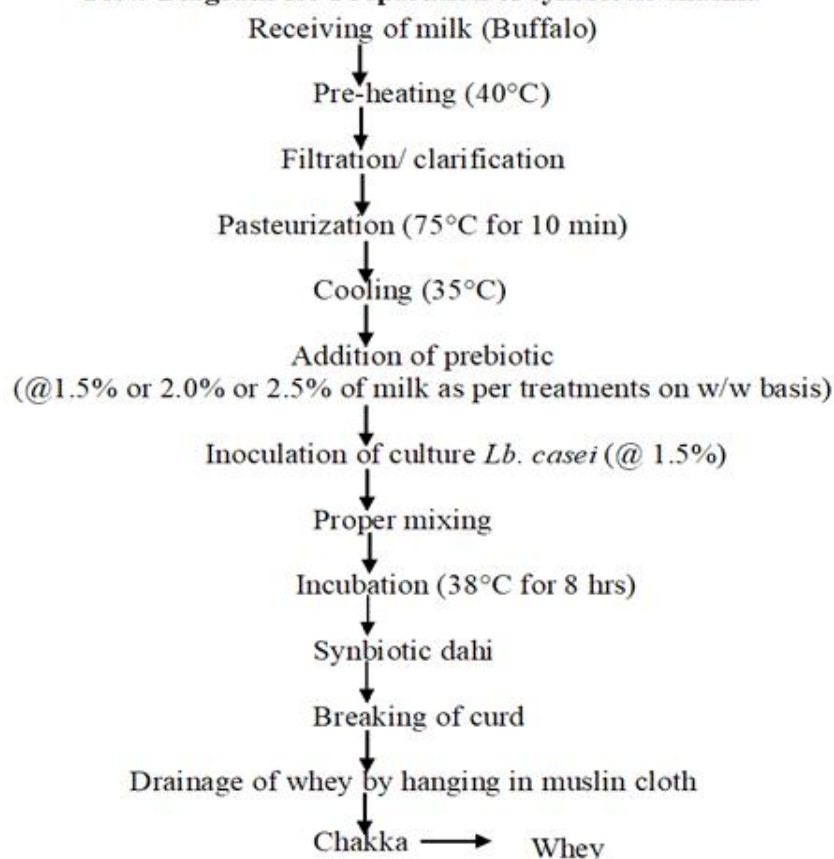 Receiving of milk (Buffalo)
Pre-heating (40°C)
Filtration/ clarification
Pasteurization (75°C for 10 min)
Cooling (35°C)
Addition of prebiotic
(@1.5% or 2.0% or 2.5% of milk as per treatments on w/w basis)
Inoculation of culture Lb. casei (@ 1.5%)
Proper mixing
Incubation (38°C for 8 hrs)
Synbiotic dahi
Breaking of curd
Drainage of whey by hanging in muslin cloth
Chakka Whey